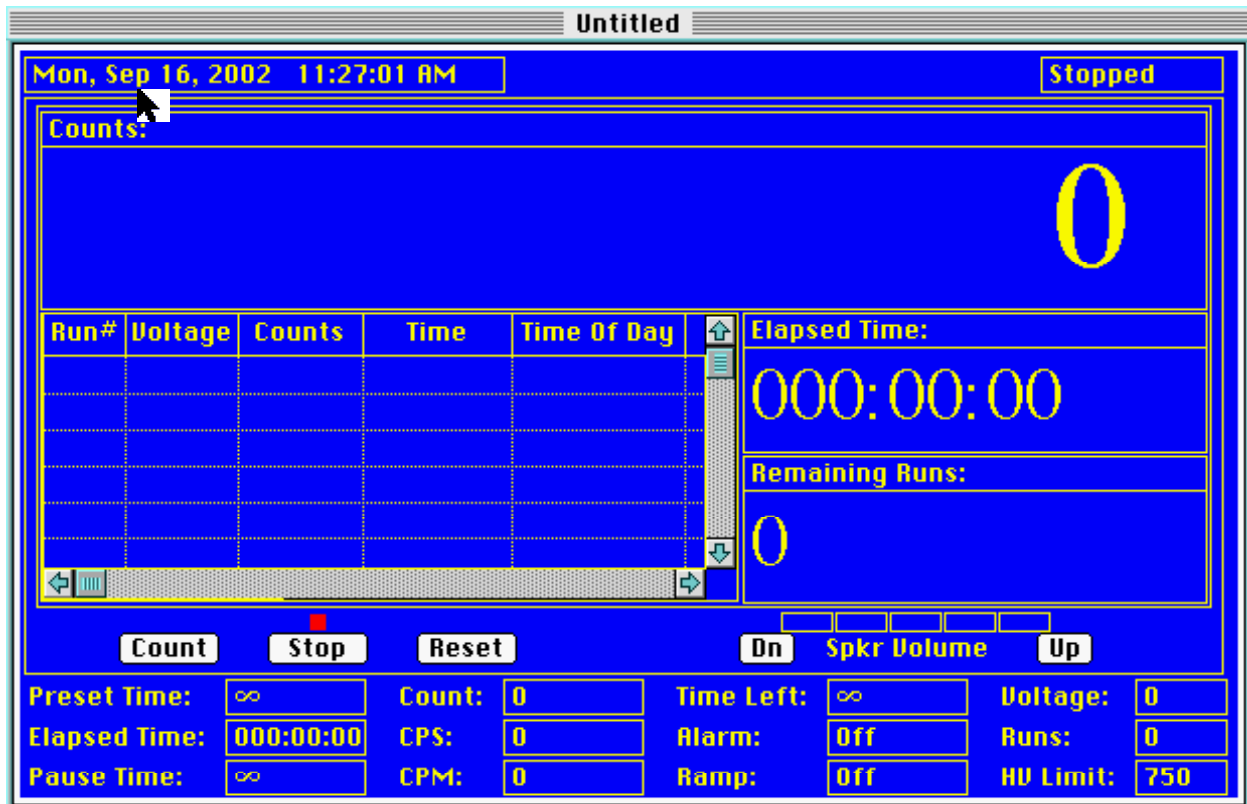 Untitled
Mon, Sep 16, 2002 11:27:01 AM Stopped
Counts:
0
Run# Voltage Counts Time Time Of Day Elapsed Time:
000:00:00
Remaining Runs:
0
Count Stop Reset Dn Spkr Volume Up
Preset Time: ∞ Count: 0 Time Left: ∞ Voltage: 0
Elapsed Time: 000:00:00 CPS: 0 Alarm: Off Runs: 0
Pause Time: ∞ CPM: 0 Ramp: Off HV Limit: 750